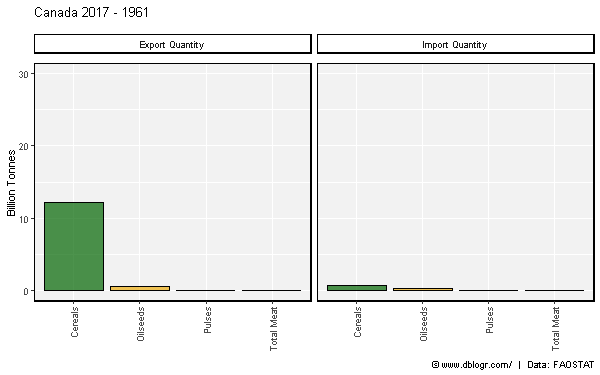 Canada 2017 - 1961
Export Quantity
Import Quantity
Billion Tonnes
30
20
10
0
Cereals
Oilseeds
Pulses
Total Meat
Cereals
Oilseeds
Pulses
Total Meat
© www.dblogr.com/ | Data: FAOSTAT